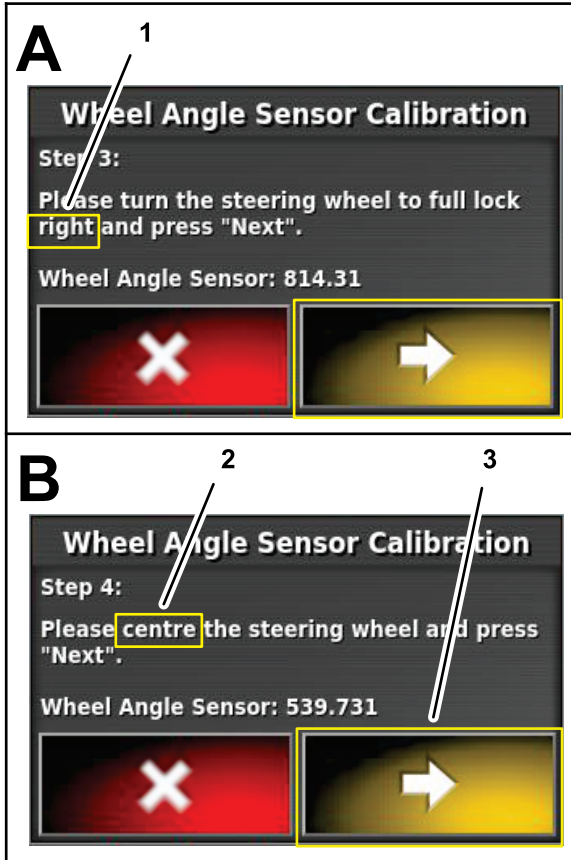 A
1
Wheel Angle Sensor Calibration
Step 3:
Please turn the steering wheel to full lock
right and press "Next".
Wheel Angle Sensor: 814.31
B
2
3
Wheel Angle Sensor Calibration
Step 4:
Please centre the steering wheel and press
"Next".
Wheel Angle Sensor: 539.731